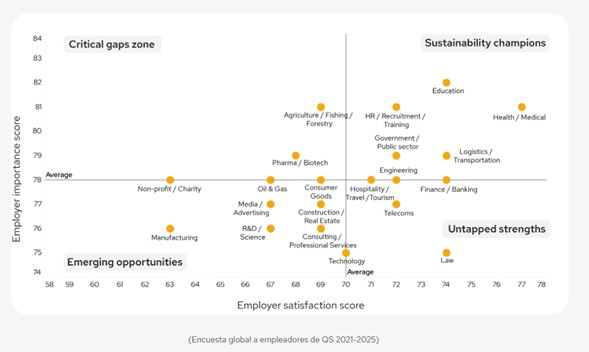 Critical gaps zone
Sustainability champions
Employer importance score
84
83
82
81
80
79
78
77
76
75
74
Education
Agriculture / Fishing /
Forestry
HR / Recruitment /
Training
Health / Medical
Government /
Public sector
Pharma / Biotech
Logistics /
Transportation
Engineering
Average
Non-profit / Charity
Oil & Gas
Consumer
Goods
Hospitality /
Travel /Tourism
Finance / Banking
Media /
Advertising
Construction /
Real Estate
Telecoms
Manufacturing
R&D /
Science
Consulting /
Professional Services
Untapped strengths
Technology
Law
Emerging opportunities
Average
58 59 60 61 62 63 64 65 66 67 68 69 70 71 72 73 74 75 76 77 78
Employer satisfaction score
(Encuesta global a empleadores de QS 2021-2025)